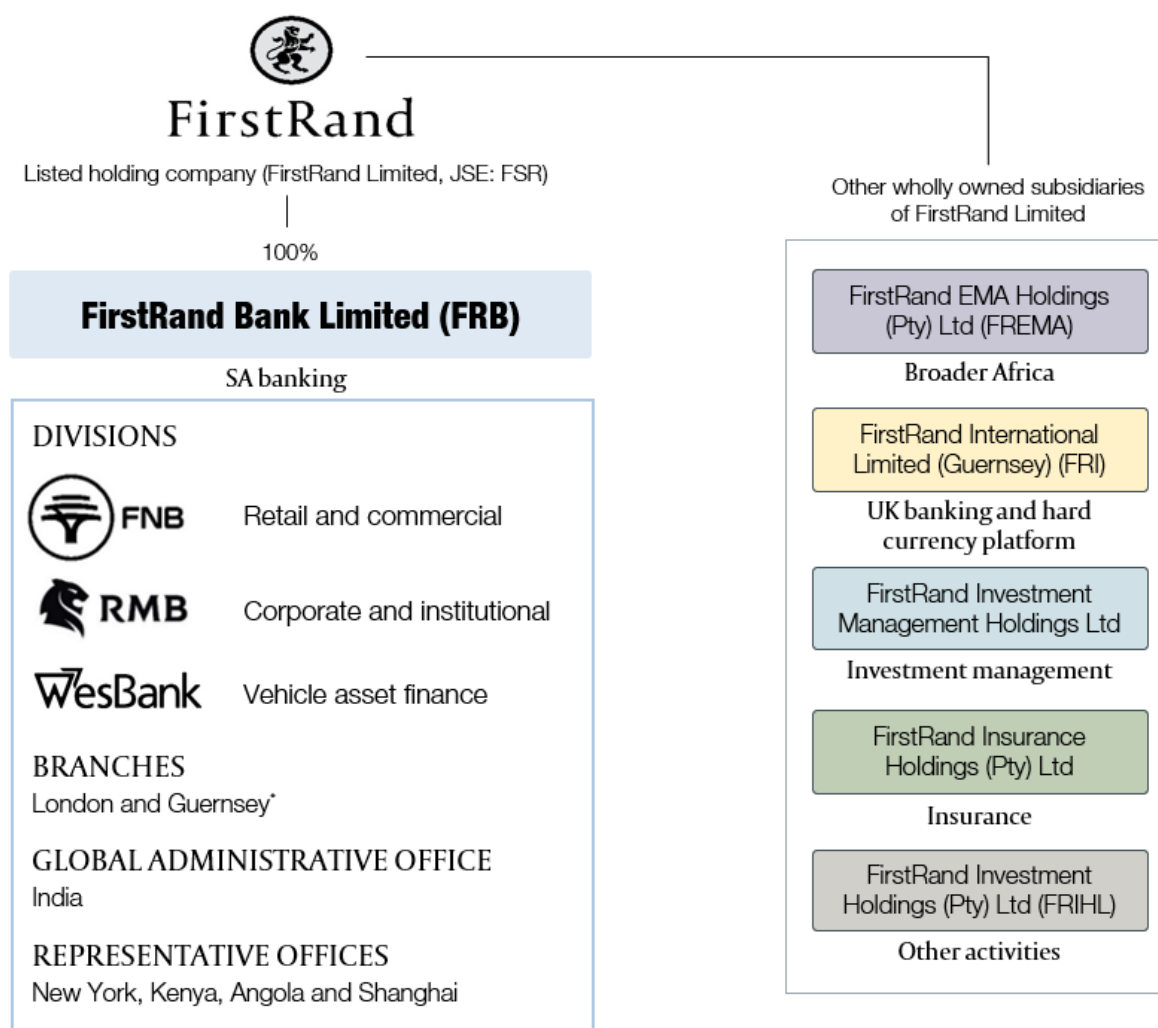 FirstRand
Listed holding company (FirstRand Limited, JSE: FSR)
100%
FirstRand Bank Limited (FRB)
SA banking
DIVISIONS
FNB
Retail and commercial
RMB
Corporate and institutional
WesBank
Vehicle asset finance
BRANCHES
London and Guernsey*
GLOBAL ADMINISTRATIVE OFFICE
India
REPRESENTATIVE OFFICES
New York, Kenya, Angola and Shanghai
Other wholly owned subsidiaries
of FirstRand Limited
FirstRand EMA Holdings
(Pty) Ltd (FREMA)
Broader Africa
FirstRand International
Limited (Guernsey) (FRI)
UK banking and hard
currency platform
FirstRand Investment
Management Holdings Ltd
Investment management
FirstRand Insurance
Holdings (Pty) Ltd
Insurance
FirstRand Investment
Holdings (Pty) Ltd (FRIHL)
Other activities